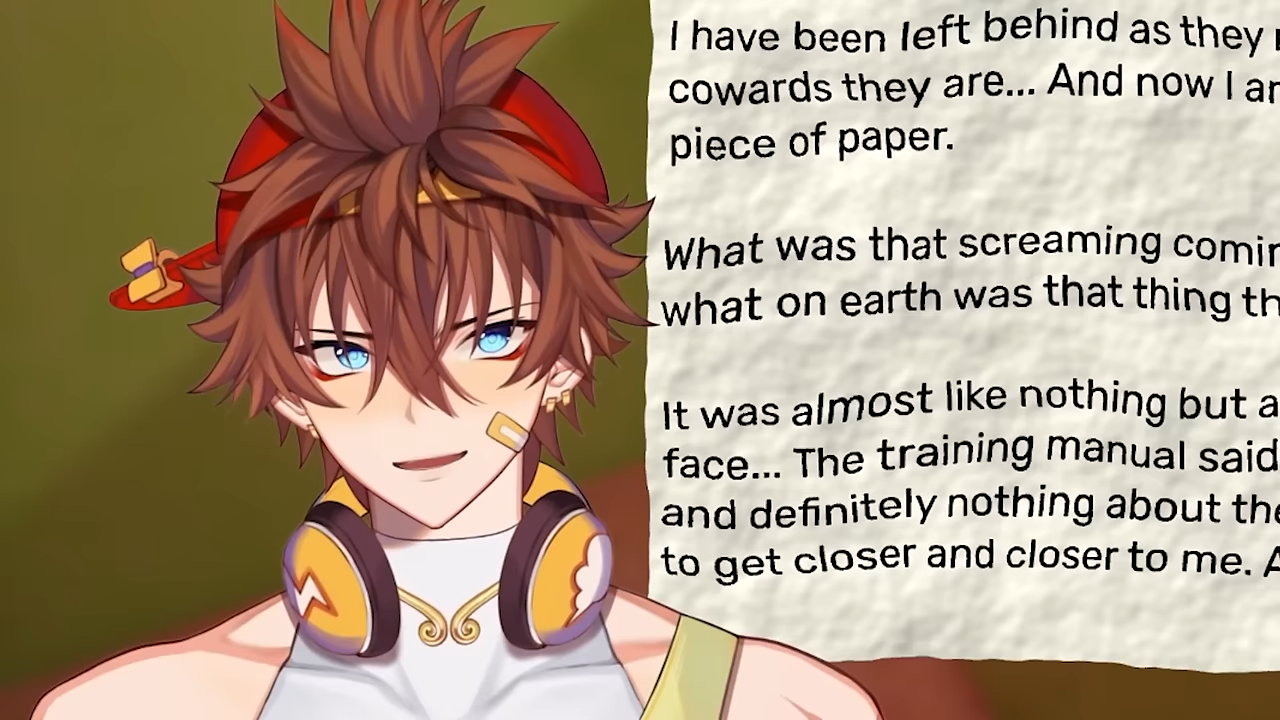 I have been left behind as they
cowards they are... And now I
piece of paper.
What was that screaming
what on earth was that thing
It was almost like nothing but a
face... The training manual said
and definitely nothing about
to get closer and closer to me.